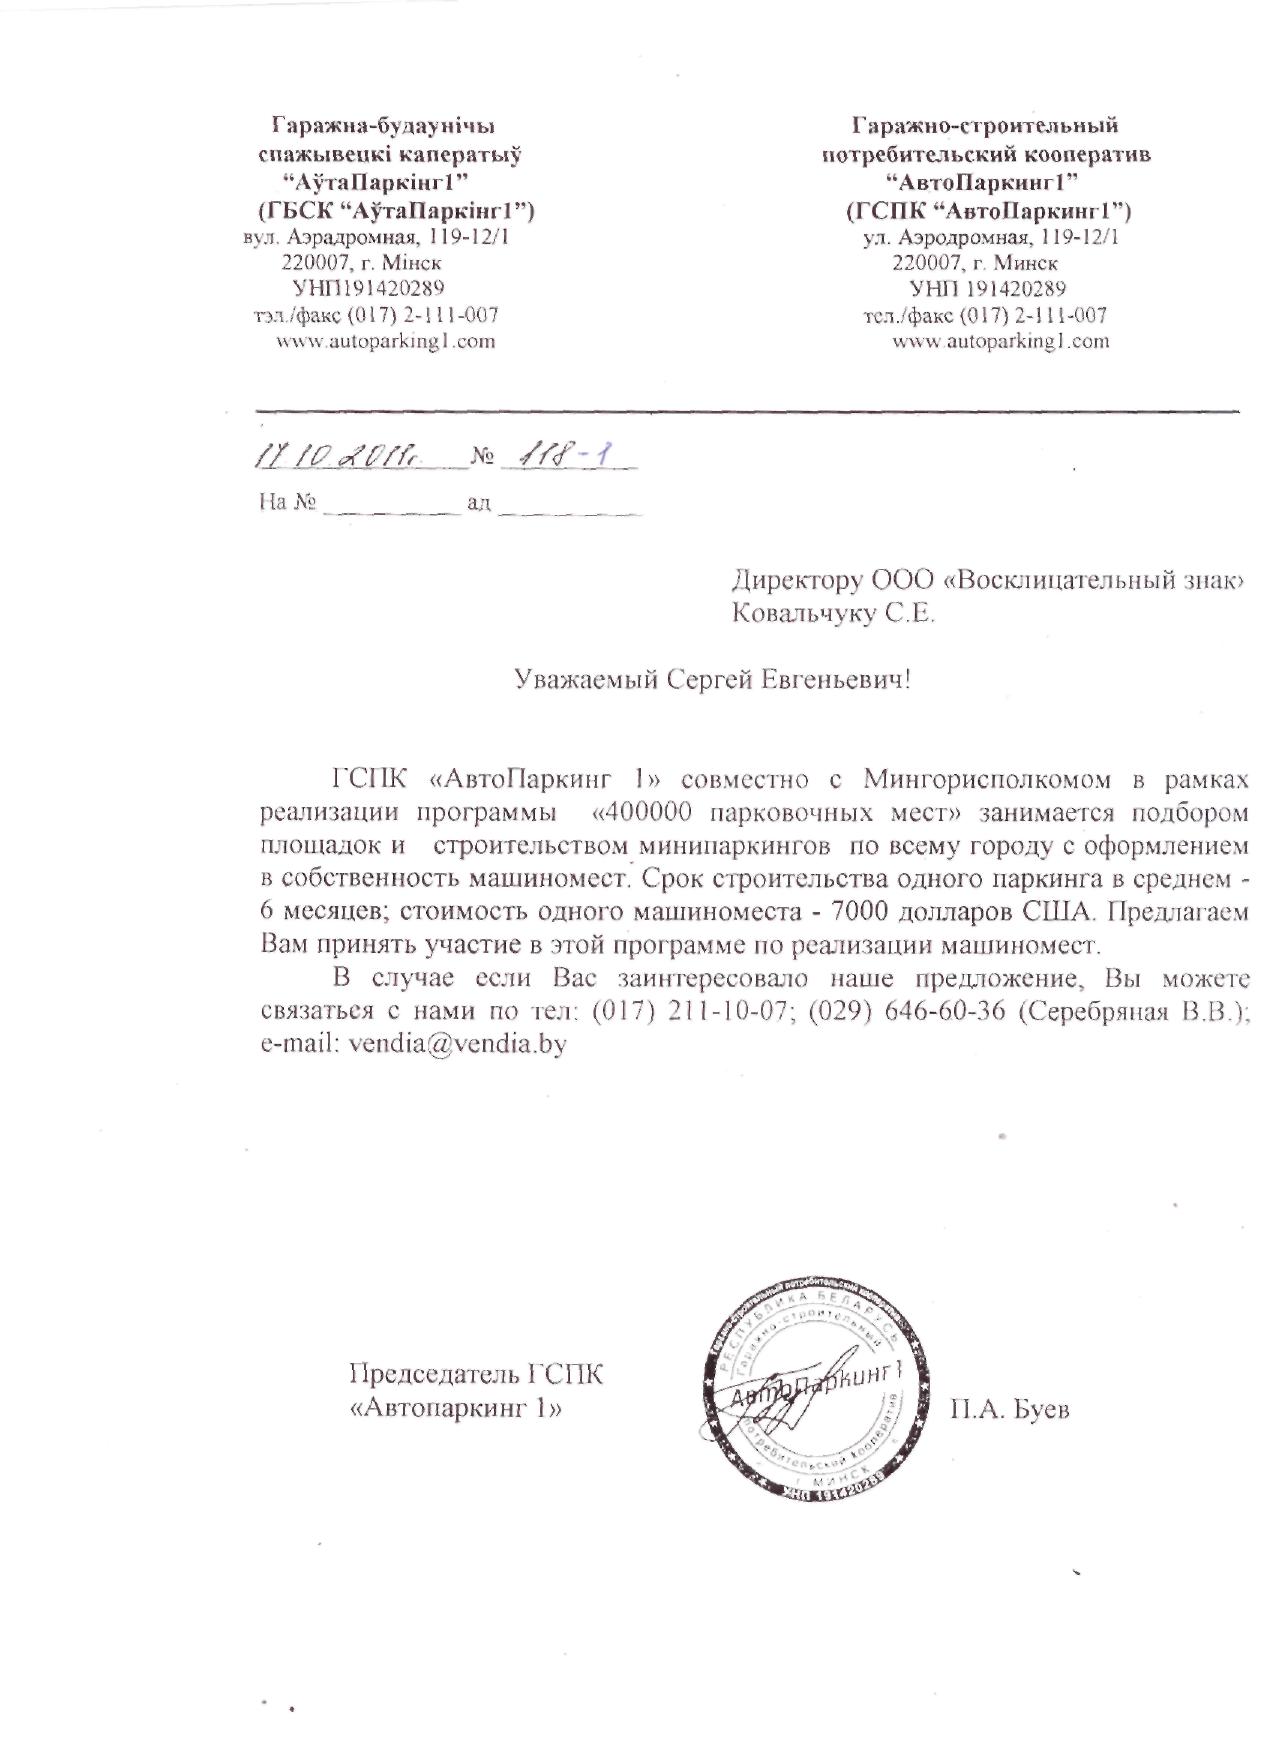 Гаражна-будаўнічы
спажывецкі каператыў
“АўтаПаркінг1”
(ГБСК “АўтаПаркінг1”)
вул. Аэрадромная, 119-12/1
220007, г. Мінск
УНП191420289
тэл./факс (017) 2-111-007
www.autoparking1.com
Гаражно-строительный
потребительский кооператив
“АвтоПаркинг1”
(ГСПК “АвтоПаркинг1”)
ул. Аэродромная, 119-12/1
220007, г. Минск
УНП 191420289
тел./факс (017) 2-111-007
www.autoparking1.com
17.10.2011г. № 118-1
На № ад
Директору ООО «Восклицательный знак»
Ковальчуку С.Е.
Уважаемый Сергей Евгеньевич!
ГСПК «АвтоПаркинг 1» совместно с Мингорисполкомом в рамках
реализации программы «400000 парковочных мест» занимается подбором
площадок и строительством минипаркингов по всему городу с оформлением
в собственность машиномест. Срок строительства одного паркинга в среднем -
6 месяцев; стоимость одного машиноместа - 7000 долларов США. Предлагаем
Вам принять участие в этой программе по реализации машиномест.
В случае если Вас заинтересовало наше предложение, Вы можете
связаться с нами по тел: (017) 211-10-07; (029) 646-60-36 (Серебряная В.В.);
e-mail: vendia@vendia.by
Председатель ГСПК
«Автопаркинг 1»
РЕСПУБЛИКА БЕЛАРУСЬ
Гаражно-строительный
АвтоПаркинг1
потребительский кооператив
г. МИНСК
УНП 191420289
П.А. Буев